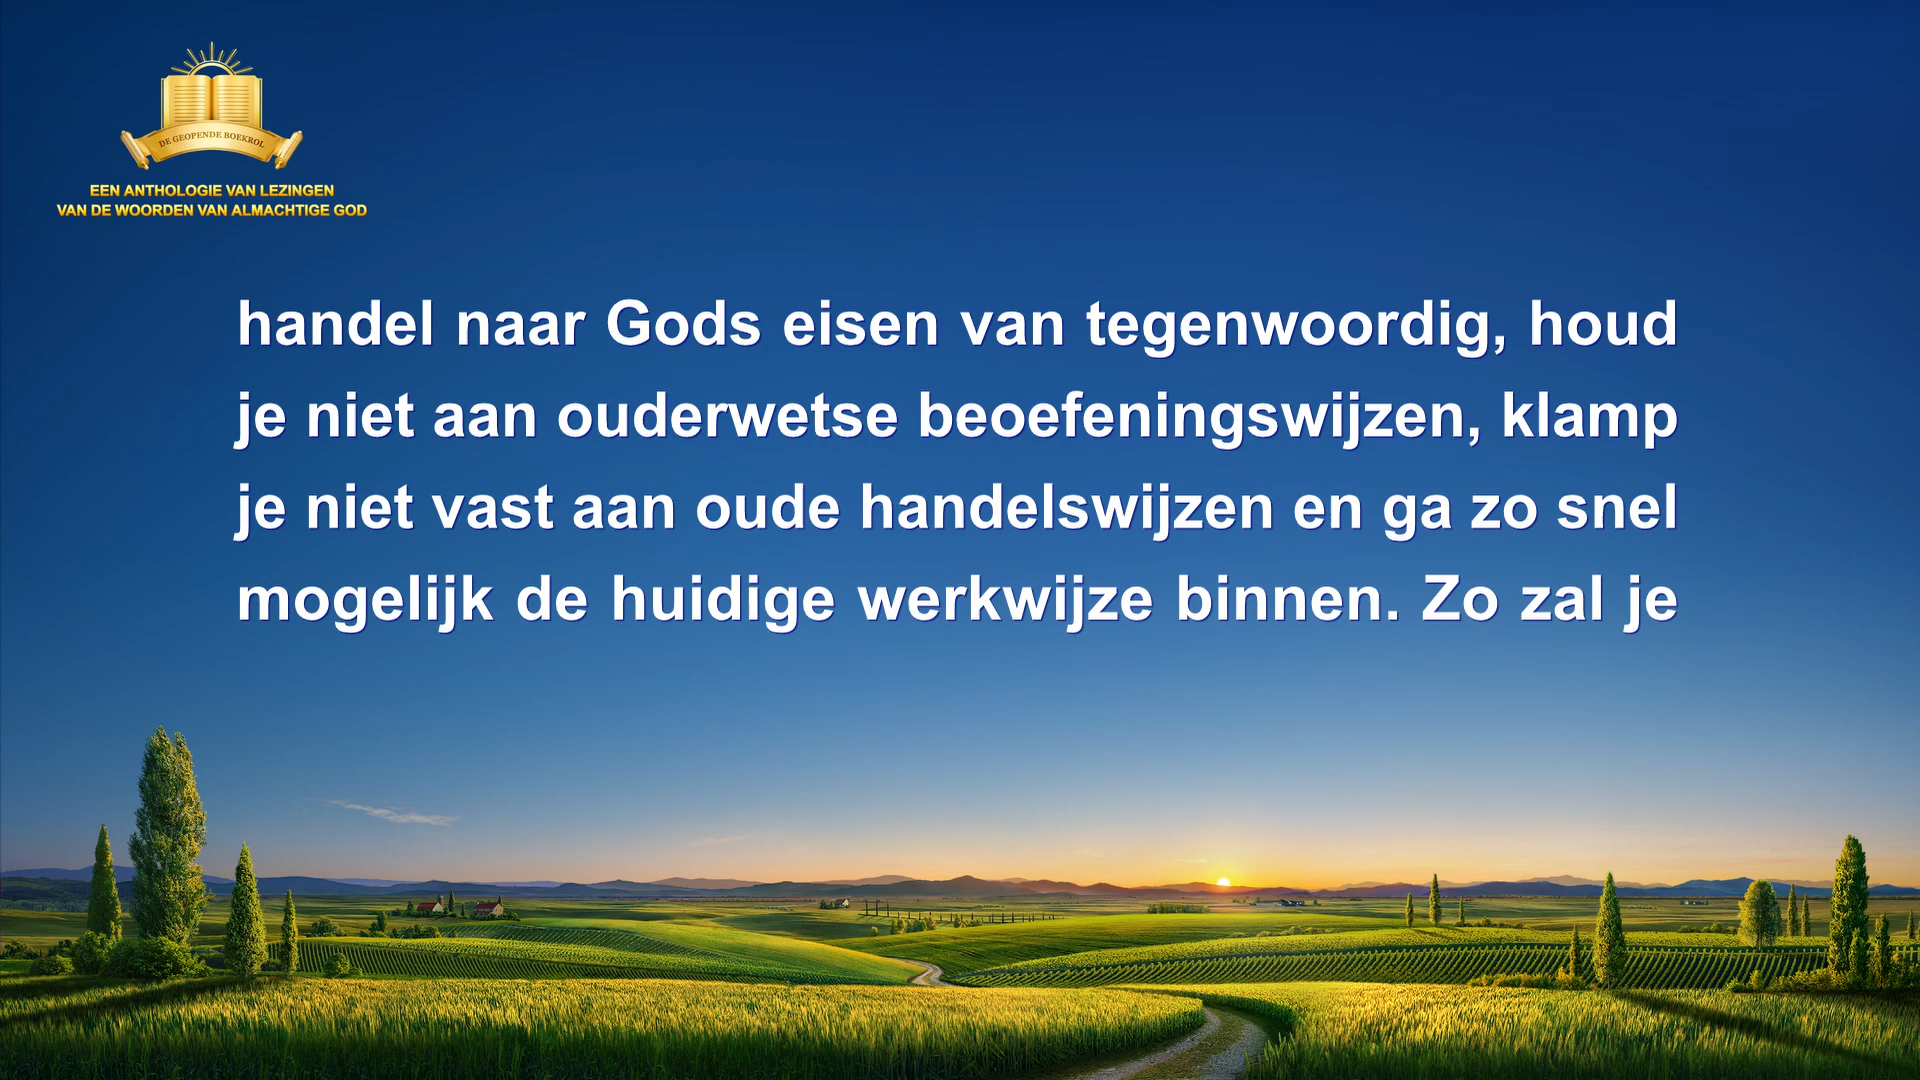 DE GEOPENDE BOEKROL
EEN ANTHOLOGIE VAN LEZINGEN
VAN DE WOORDEN VAN ALMACHTIGE GOD
handel naar Gods eisen van tegenwoordig, houd
je niet aan ouderwetse beoefeningswijzen, klamp
je niet vast aan oude handelswijzen en ga zo snel
mogelijk de huidige werkwijze binnen. Zo zal je